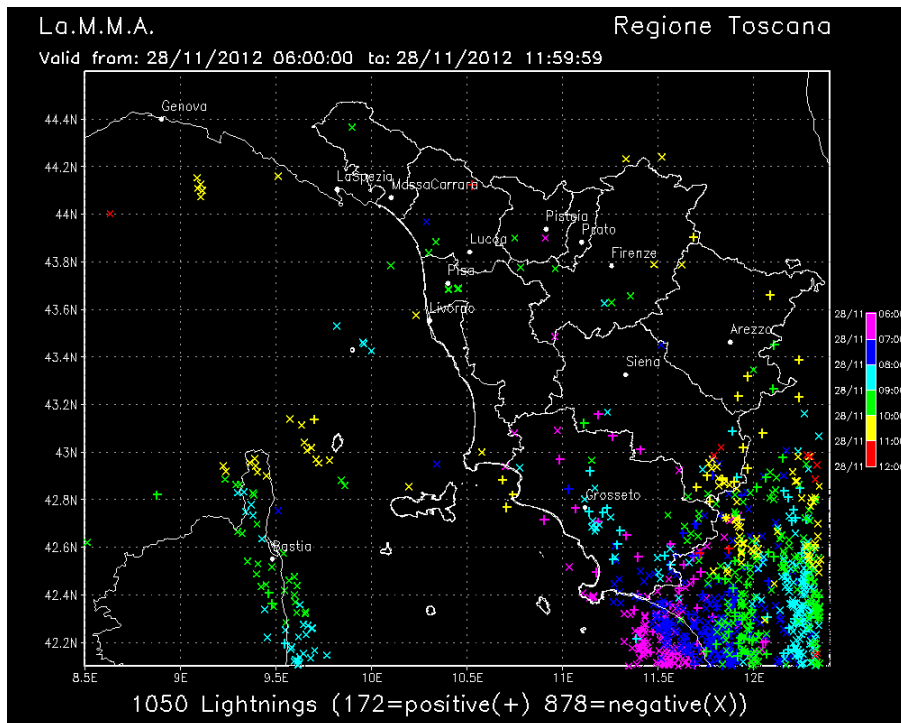 La.M.M.A. Regione Toscana
Valid from: 28/11/2012 06:00:00 to: 28/11/2012 11:59:59
Genova
44.4N
44.2N
LaSpezia
MassaCarrara
44N
Pistoia
Lucca
Prato
Firenze
43.8N
Pisa
43.6N
Livorno
28/11 06:00
Arezzo
28/11 07:00
43.4N
Siena
28/11 08:00
28/11 09:00
43.2N
28/11 10:00
28/11 11:00
43N
28/11 12:00
42.8N
Grosseto
42.6N
Bastia
42.4N
42.2N
8.5E 9E 9.5E 10E 10.5E 11E 11.5E 12E
1050 Lightnings (172=positive(+) 878=negative(X))